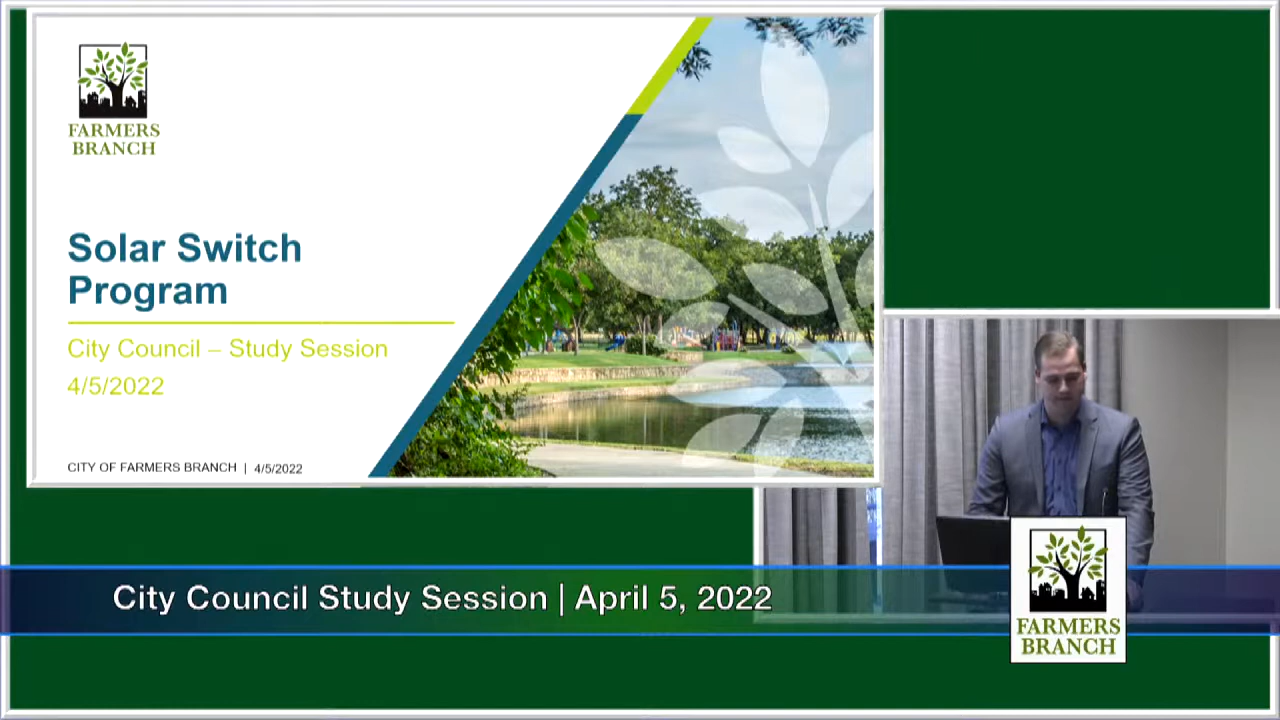 FARMERS
BRANCH
Solar Switch
Program
City Council – Study Session
4/5/2022
CITY OF FARMERS BRANCH | 4/5/2022
City Council Study Session | April 5, 2022
FARMERS
BRANCH